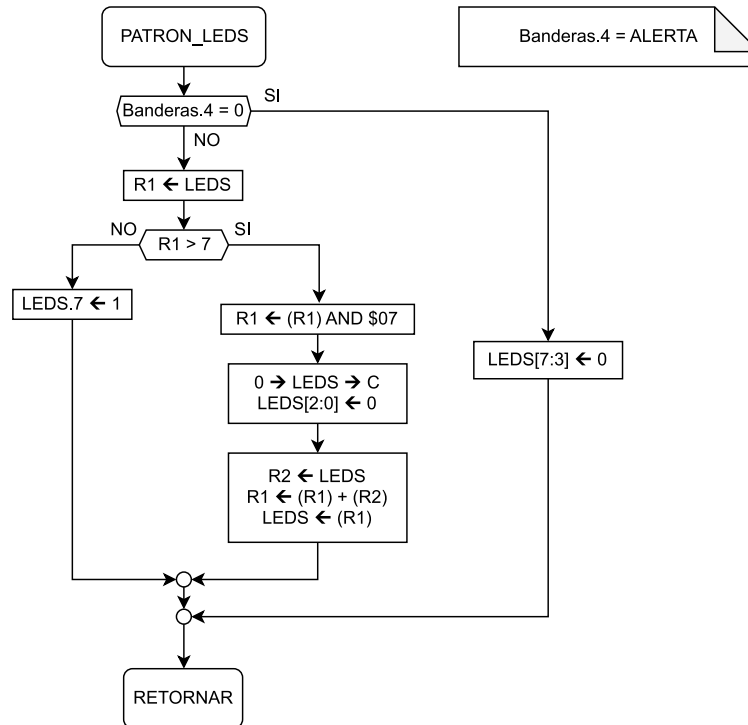 PATRON_LEDS
Banderas.4 = ALERTA
Banderas.4 = 0
SI
NO
R1 ← LEDS
NO
SI
R1 > 7
LEDS.7 ← 1
R1 ← (R1) AND $07
LEDS[7:3] ← 0
0 → LEDS → C
LEDS[2:0] ← 0
R2 ← LEDS
R1 ← (R1) + (R2)
LEDS ← (R1)
RETORNAR